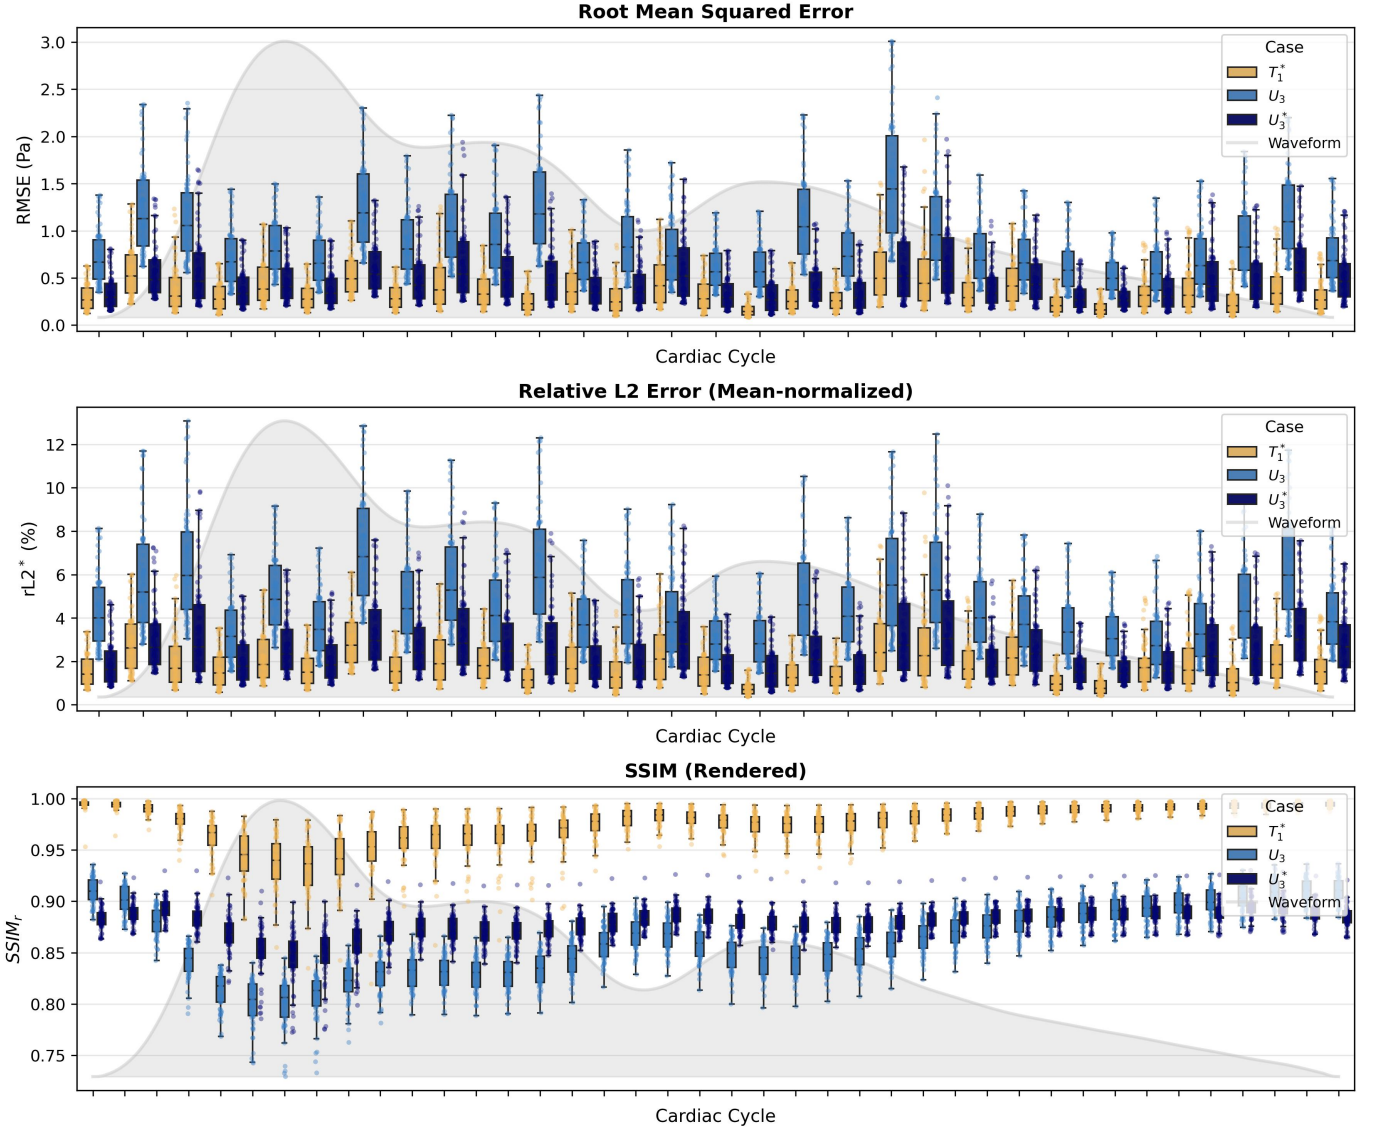 Root Mean Squared Error
RMSE (Pa)
3.0
2.5
2.0
1.5
1.0
0.5
0.0
Case
T₁*
U₃
U₃*
Waveform
Cardiac Cycle
Relative L2 Error (Mean-normalized)
rL2* (%)
12
10
8
6
4
2
0
Case
T₁*
U₃
U₃*
Waveform
Cardiac Cycle
SSIM (Rendered)
SSIMᵣ
1.00
0.95
0.90
0.85
0.80
0.75
Case
T₁*
U₃
U₃*
Waveform
Cardiac Cycle